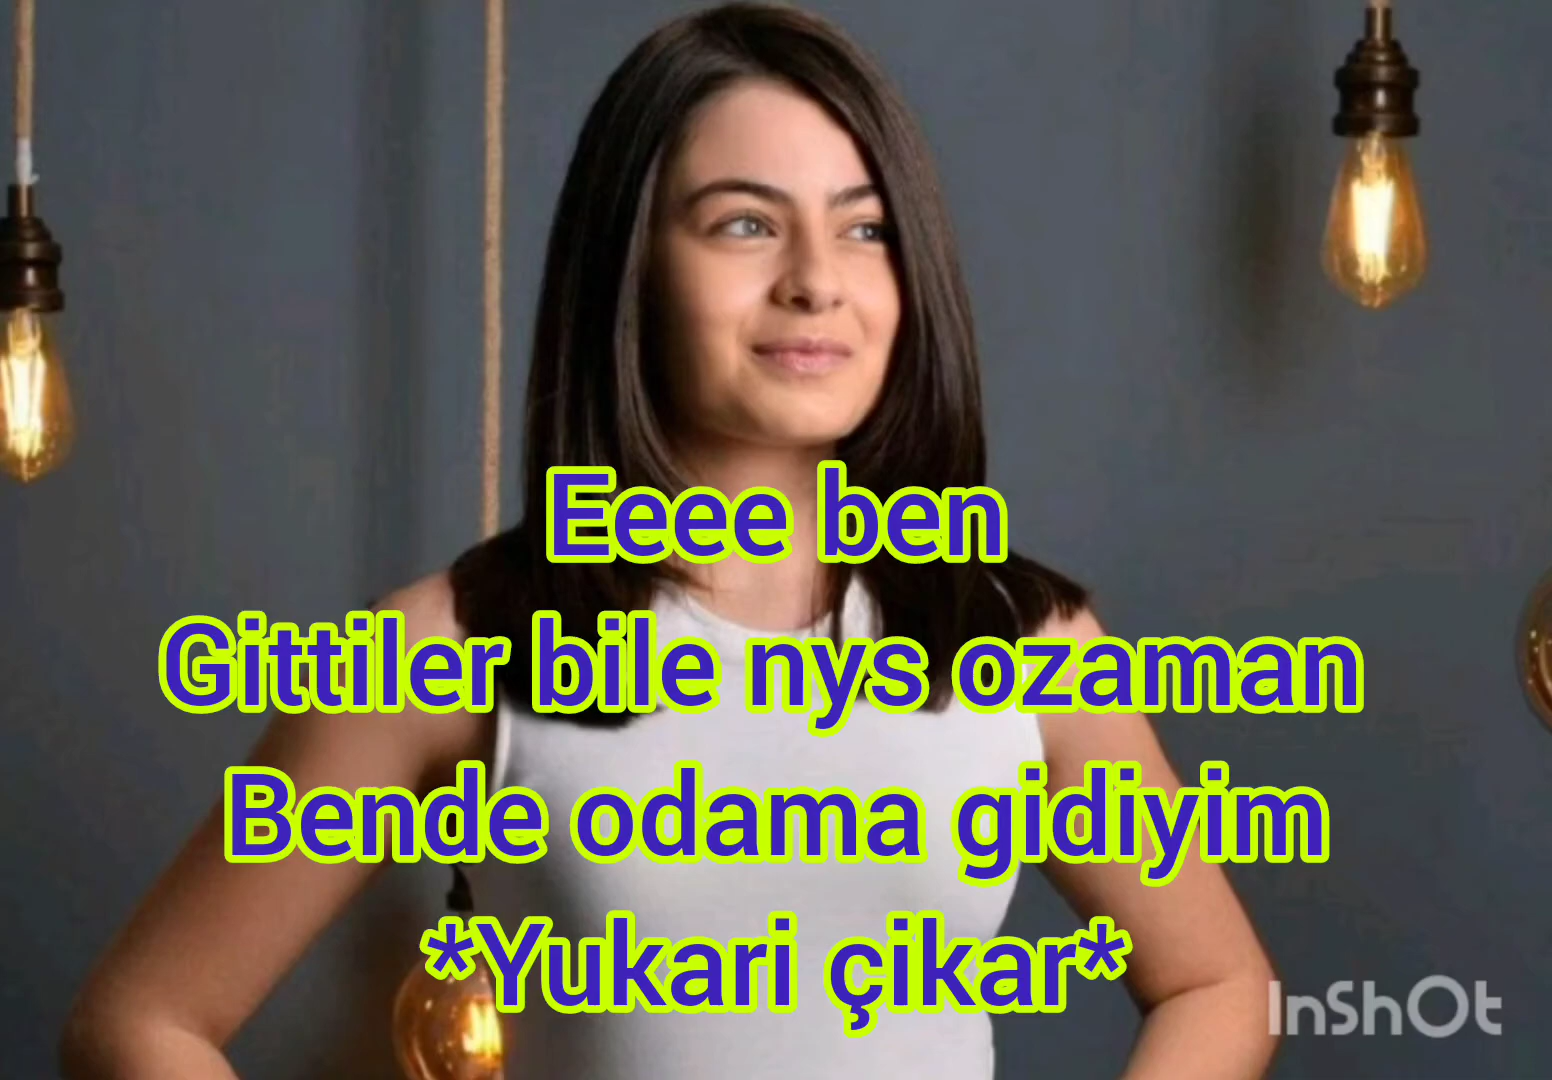 Eeee ben
Gittiler bile nys ozaman
Bende odama gidiyim
*Yukari çikar*
InShOt